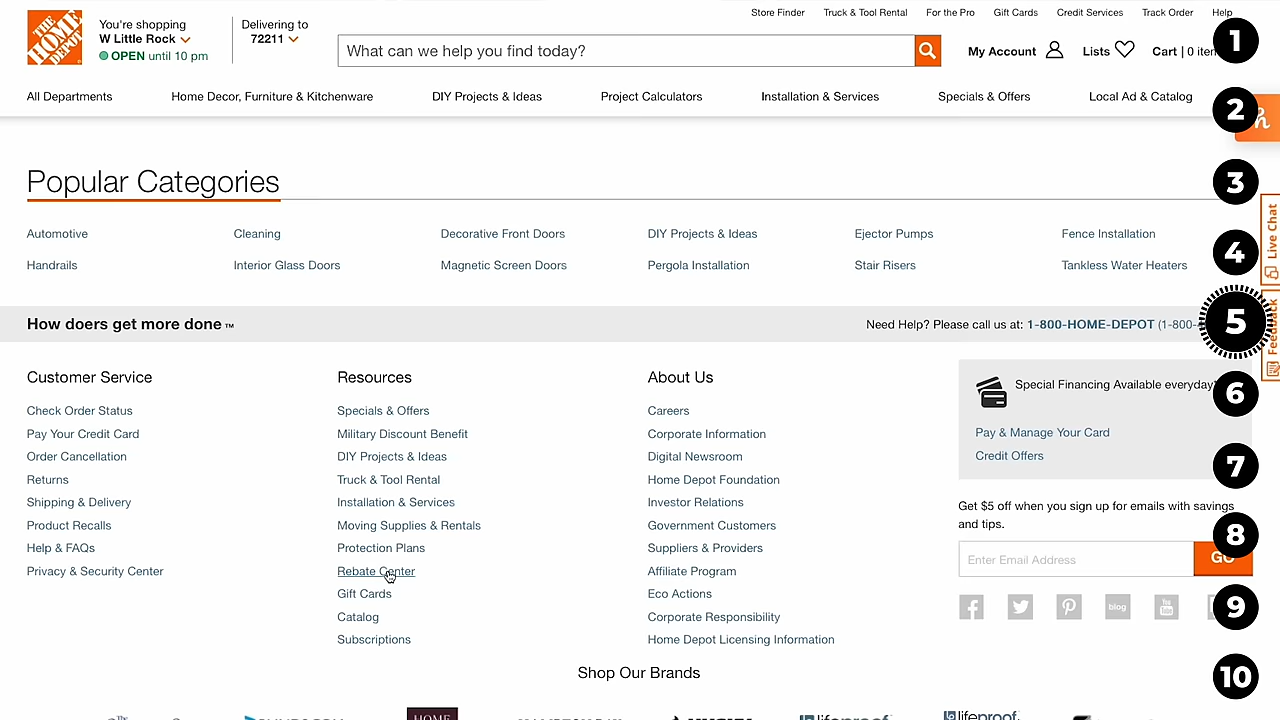 THE HOME DEPOT
You're shopping
W Little Rock
OPEN until 10 pm
Delivering to
72211
Store Finder
Truck & Tool Rental
For the Pro
Gift Cards
Credit Services
Track Order
Help
What can we help you find today?
My Account
Lists
Cart | 0 item
All Departments
Home Decor, Furniture & Kitchenware
DIY Projects & Ideas
Project Calculators
Installation & Services
Specials & Offers
Local Ad & Catalog
1
2
3
4
5
6
7
8
9
10
Live Chat
Feedback
Popular Categories
Automotive
Cleaning
Decorative Front Doors
DIY Projects & Ideas
Ejector Pumps
Fence Installation
Handrails
Interior Glass Doors
Magnetic Screen Doors
Pergola Installation
Stair Risers
Tankless Water Heaters
How doers get more done ™
Need Help? Please call us at: 1-800-HOME-DEPOT (1-800-
Customer Service
Check Order Status
Pay Your Credit Card
Order Cancellation
Returns
Shipping & Delivery
Product Recalls
Help & FAQs
Privacy & Security Center
Resources
Specials & Offers
Military Discount Benefit
DIY Projects & Ideas
Truck & Tool Rental
Installation & Services
Moving Supplies & Rentals
Protection Plans
Rebate Center
Gift Cards
Catalog
Subscriptions
About Us
Careers
Corporate Information
Digital Newsroom
Home Depot Foundation
Investor Relations
Government Customers
Suppliers & Providers
Affiliate Program
Eco Actions
Corporate Responsibility
Home Depot Licensing Information
Special Financing Available everyday*
Pay & Manage Your Card
Credit Offers
Get $5 off when you sign up for emails with savings
and tips.
Enter Email Address
GO
blog
You Tube
Shop Our Brands
HOME
lifeproof
lifeproof